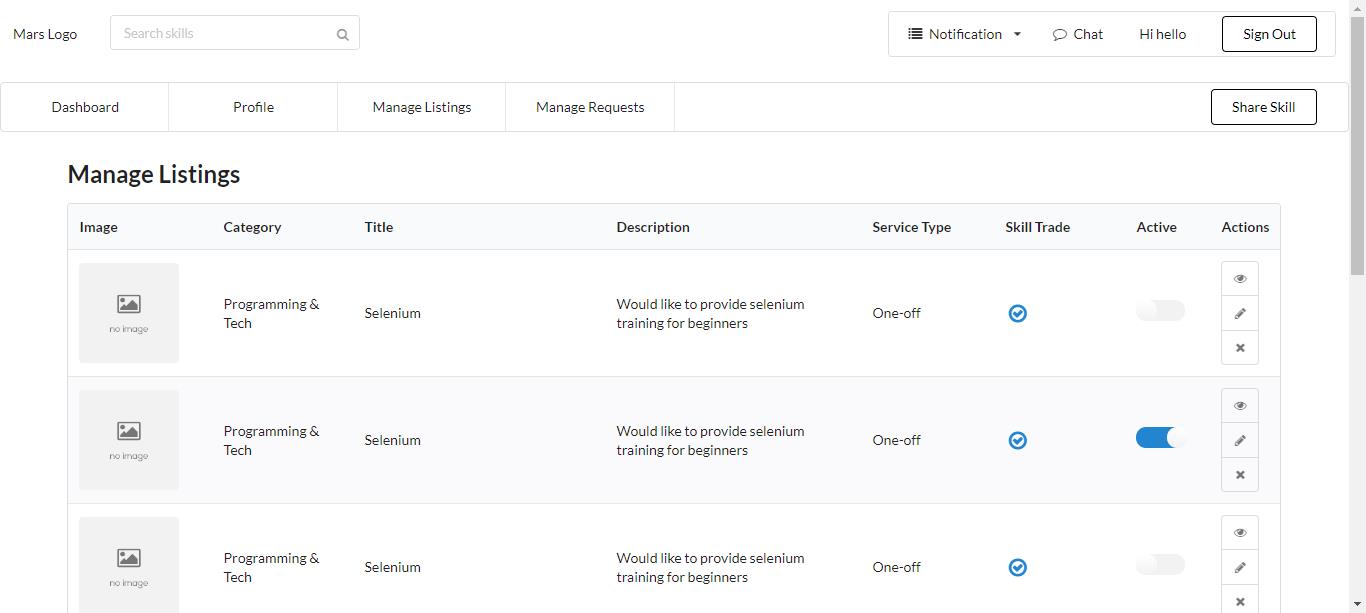 Mars Logo
Search skills
Notification
Chat
Hi hello
Sign Out
Dashboard
Profile
Manage Listings
Manage Requests
Share Skill
Manage Listings
Image
Category
Title
Description
Service Type
Skill Trade
Active
Actions
no image
Programming &
Tech
Selenium
Would like to provide selenium
training for beginners
One-off
no image
Programming &
Tech
Selenium
Would like to provide selenium
training for beginners
One-off
no image
Programming &
Tech
Selenium
Would like to provide selenium
training for beginners
One-off